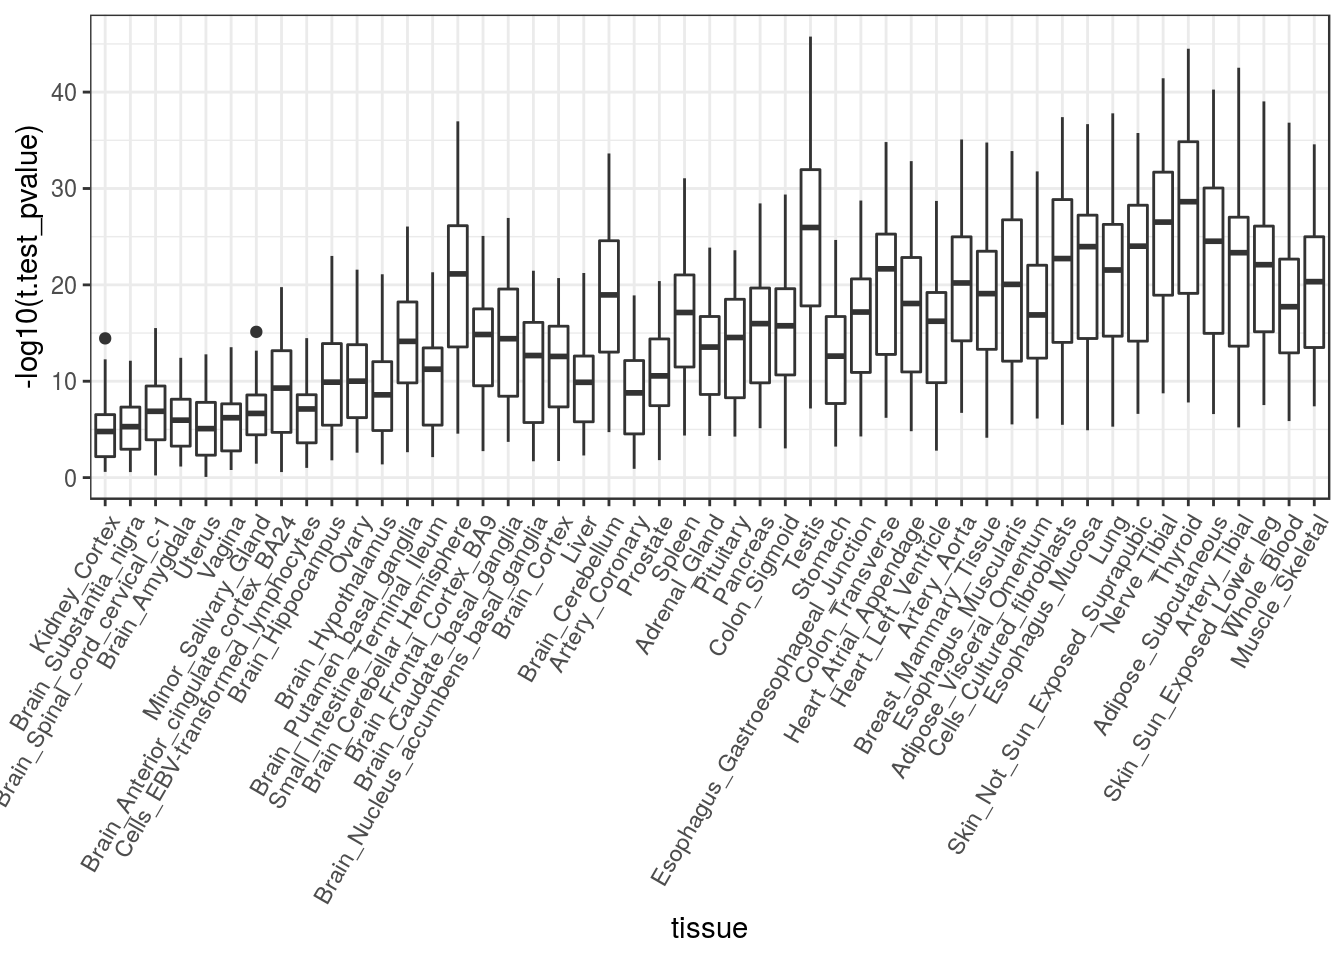 -log10(t.test_pvalue)
40
30
20
10
0
Kidney_Cortex
Brain_Substantia_nigra
Brain_Spinal_cord_cervical_c-1
Brain_Amygdala
Uterus
Vagina
Minor_Salivary_Gland
Brain_Anterior_cingulate_cortex_BA24
Cells_EBV-transformed_lymphocytes
Brain_Hippocampus
Ovary
Brain_Hypothalamus
Brain_Putamen_basal_ganglia
Small_Intestine_Terminal_Ileum
Brain_Cerebellar_Hemisphere
Brain_Frontal_Cortex_BA9
Brain_Caudate_basal_ganglia
Brain_Nucleus_accumbens_basal_ganglia
Brain_Cortex
Liver
Brain_Cerebellum
Artery_Coronary
Prostate
Spleen
Adrenal_Gland
Pituitary
Pancreas
Colon_Sigmoid
Testis
Stomach
Esophagus_Gastroesophageal_Junction
Colon_Transverse
Heart_Atrial_Appendage
Heart_Left_Ventricle
Artery_Aorta
Breast_Mammary_Tissue
Esophagus_Muscularis
Adipose_Visceral_Omentum
Cells_Cultured_fibroblasts
Esophagus_Mucosa
Lung
Skin_Not_Sun_Exposed_Suprapubic
Nerve_Tibial
Thyroid
Adipose_Subcutaneous
Artery_Tibial
Skin_Sun_Exposed_Lower_leg
Whole_Blood
Muscle_Skeletal
tissue